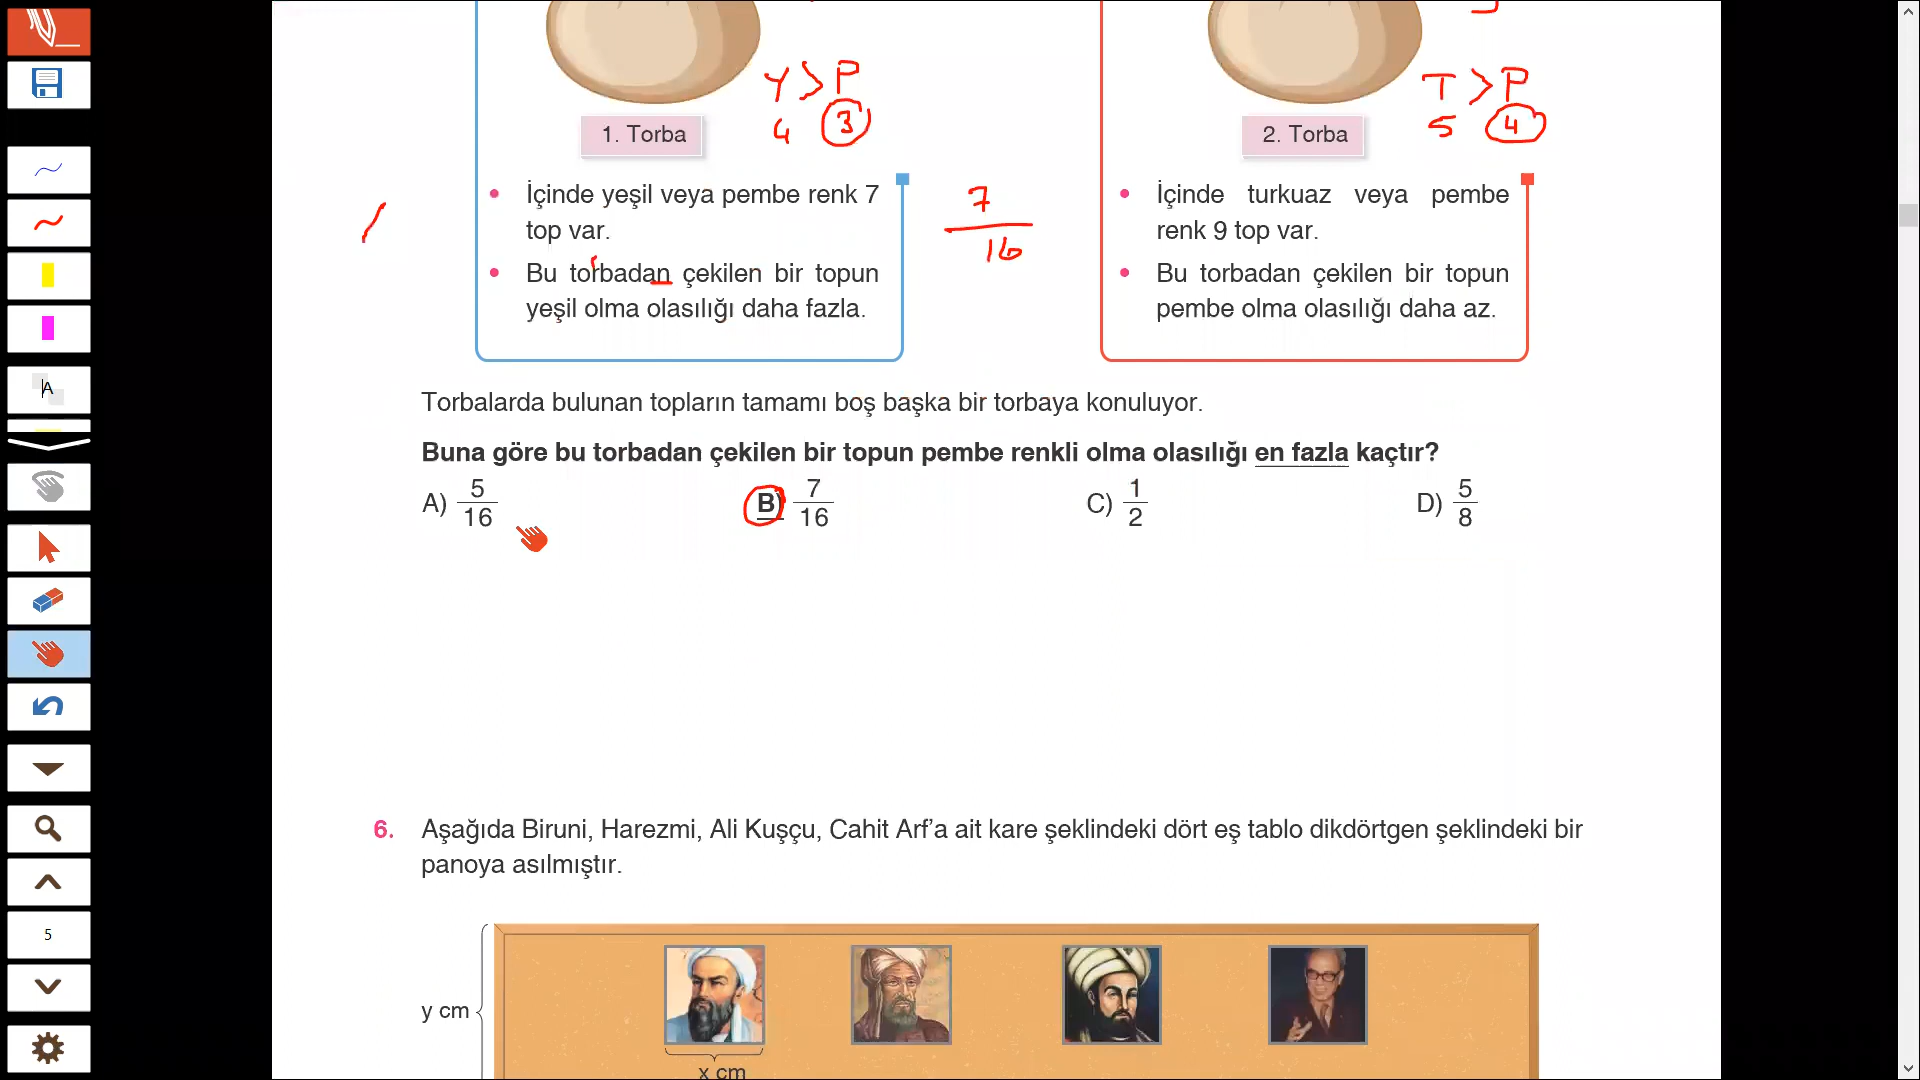 Y > P
T > P
4 3
5 4
1. Torba
2. Torba
• İçinde yeşil veya pembe renk 7
top var.
• Bu torbadan çekilen bir topun
yeşil olma olasılığı daha fazla.
7
16
• İçinde turkuaz veya pembe
renk 9 top var.
• Bu torbadan çekilen bir topun
pembe olma olasılığı daha az.
Torbalarda bulunan topların tamamı boş başka bir torbaya konuluyor.
Buna göre bu torbadan çekilen bir topun pembe renkli olma olasılığı en fazla kaçtır?
A) 5/16 B) 7/16 C) 1/2 D) 5/8
6. Aşağıda Biruni, Harezmi, Ali Kuşçu, Cahit Arf'a ait kare şeklindeki dört eş tablo dikdörtgen şeklindeki bir
panoya asılmıştır.
y cm
x cm
A
5